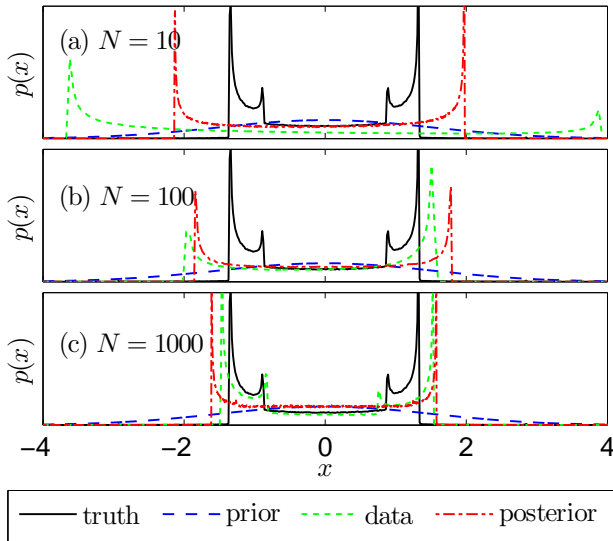 (a) N = 10
p(x)
(b) N = 100
p(x)
(c) N = 1000
p(x)
−4 −2 0 2 4
x
truth prior data posterior